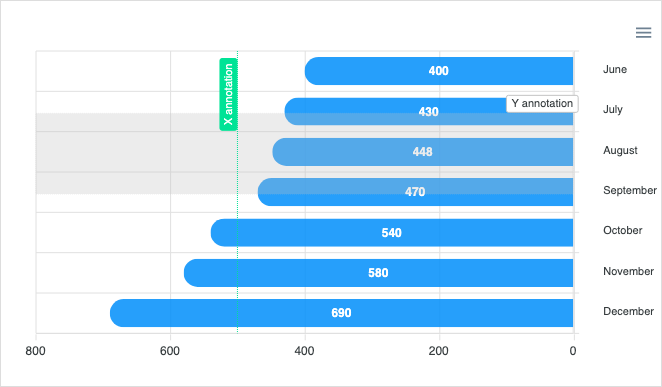 400 June
X annotation
Y annotation
430 July
448 August
470 September
540 October
580 November
690 December
800 600 400 200 0